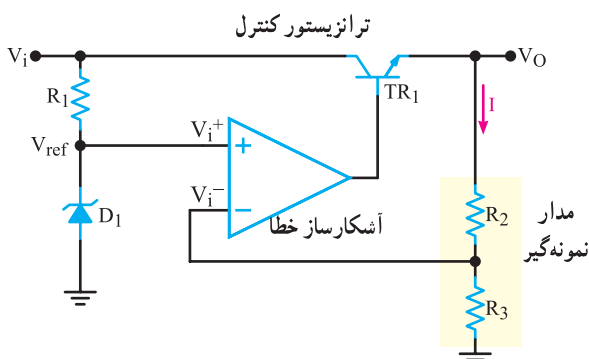 ترانزیستور کنترل
Vi
VO
R1
TR1
I
Vref
Vi+
+
Vi−
−
D1
آشکارساز خطا
R2
مدار
نمونه‌گیر
R3